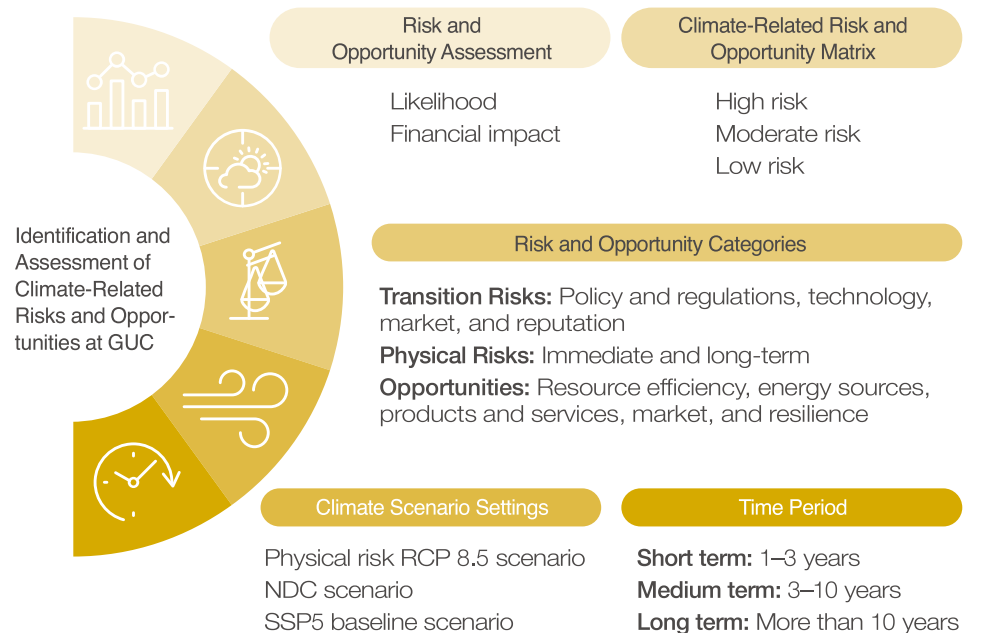 Risk and
Opportunity Assessment
Likelihood
Financial impact
Climate-Related Risk and
Opportunity Matrix
High risk
Moderate risk
Low risk
Identification and
Assessment of
Climate-Related
Risks and Oppor-
tunities at GUC
Risk and Opportunity Categories
Transition Risks: Policy and regulations, technology,
market, and reputation
Physical Risks: Immediate and long-term
Opportunities: Resource efficiency, energy sources,
products and services, market, and resilience
Climate Scenario Settings
Physical risk RCP 8.5 scenario
NDC scenario
SSP5 baseline scenario
Time Period
Short term: 1–3 years
Medium term: 3–10 years
Long term: More than 10 years